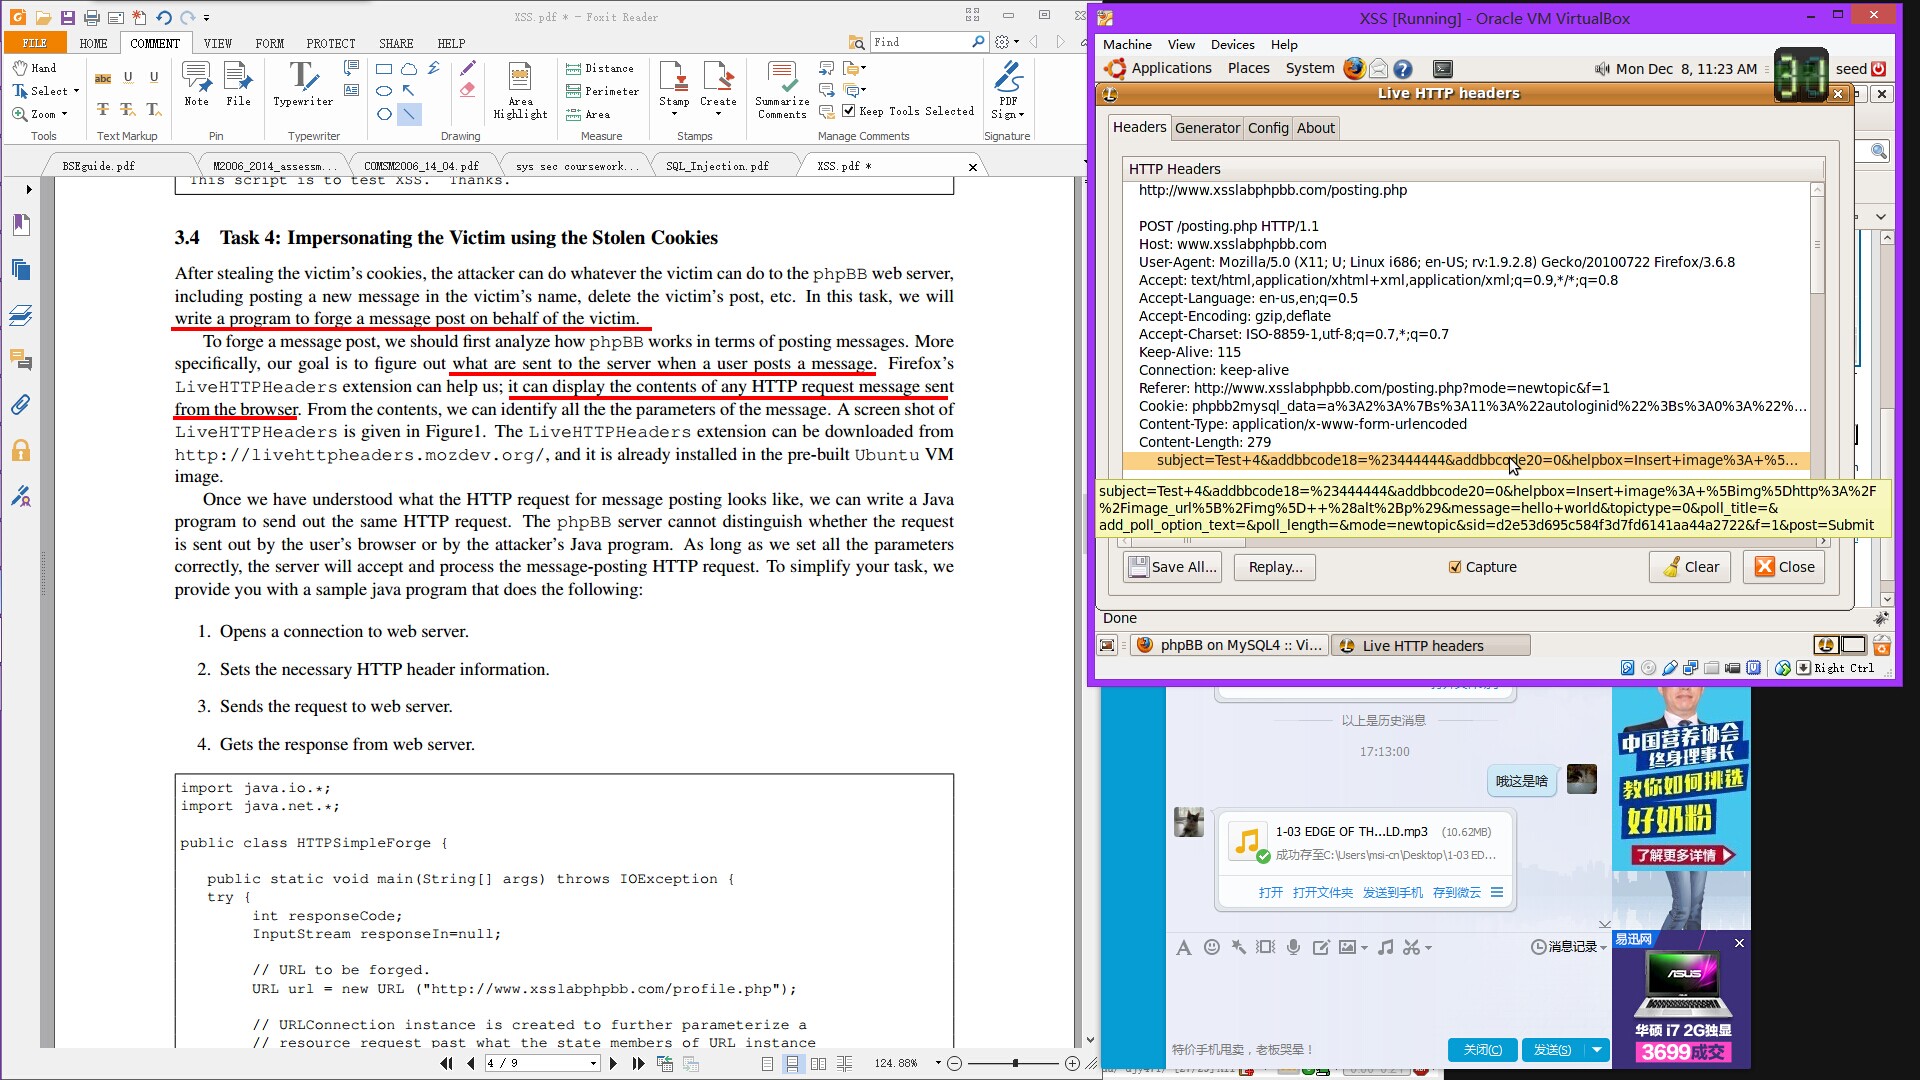 XSS.pdf * - Foxit Reader
FILE HOME COMMENT VIEW FORM PROTECT SHARE HELP
Find
Hand
Select
Zoom
Tools
Text Markup
Note
File
Pin
Typewriter
Typewriter
Drawing
Distance
Perimeter
Area
Measure
Area Highlight
Stamp
Create
Stamps
Summarize Comments
Keep Tools Selected
Manage Comments
PDF Sign
Signature
BSEguide.pdf
M2006_2014_assessm...
COMSM2006_14_04.pdf
sys sec coursework...
SQL_Injection.pdf
XSS.pdf *
This script is to test XSS. Thanks.
3.4 Task 4: Impersonating the Victim using the Stolen Cookies
After stealing the victim's cookies, the attacker can do whatever the victim can do to the phpBB web server,
including posting a new message in the victim's name, delete the victim's post, etc. In this task, we will
write a program to forge a message post on behalf of the victim.
To forge a message post, we should first analyze how phpBB works in terms of posting messages. More
specifically, our goal is to figure out what are sent to the server when a user posts a message. Firefox's
LiveHTTPHeaders extension can help us; it can display the contents of any HTTP request message sent
from the browser. From the contents, we can identify all the the parameters of the message. A screen shot of
LiveHTTPHeaders is given in Figure1. The LiveHTTPHeaders extension can be downloaded from
http://livehttpheaders.mozdev.org/, and it is already installed in the pre-built Ubuntu VM
image.
Once we have understood what the HTTP request for message posting looks like, we can write a Java
program to send out the same HTTP request. The phpBB server cannot distinguish whether the request
is sent out by the user's browser or by the attacker's Java program. As long as we set all the parameters
correctly, the server will accept and process the message-posting HTTP request. To simplify your task, we
provide you with a sample java program that does the following:
1. Opens a connection to web server.
2. Sets the necessary HTTP header information.
3. Sends the request to web server.
4. Gets the response from web server.
import java.io.*;
import java.net.*;
public class HTTPSimpleForge {
public static void main(String[] args) throws IOException {
try {
int responseCode;
InputStream responseIn=null;
// URL to be forged.
URL url = new URL ("http://www.xsslabphpbb.com/profile.php");
// URLConnection instance is created to further parameterize a
// resource request past what the state members of URL instance
4 / 9
124.88%
XSS [Running] - Oracle VM VirtualBox
Machine View Devices Help
Applications Places System
Mon Dec 8, 11:23 AM
seed
Live HTTP headers
Headers Generator Config About
HTTP Headers
http://www.xsslabphpbb.com/posting.php
POST /posting.php HTTP/1.1
Host: www.xsslabphpbb.com
User-Agent: Mozilla/5.0 (X11; U; Linux i686; en-US; rv:1.9.2.8) Gecko/20100722 Firefox/3.6.8
Accept: text/html,application/xhtml+xml,application/xml;q=0.9,*/*;q=0.8
Accept-Language: en-us,en;q=0.5
Accept-Encoding: gzip,deflate
Accept-Charset: ISO-8859-1,utf-8;q=0.7,*;q=0.7
Keep-Alive: 115
Connection: keep-alive
Referer: http://www.xsslabphpbb.com/posting.php?mode=newtopic&f=1
Cookie: phpbb2mysql_data=a%3A2%3A%7Bs%3A11%3A%22autologinid%22%3Bs%3A0%3A%22%...
Content-Type: application/x-www-form-urlencoded
Content-Length: 279
subject=Test+4&addbbcode18=%23444444&addbbcode20=0&helpbox=Insert+image%3A+%5...
subject=Test+4&addbbcode18=%23444444&addbbcode20=0&helpbox=Insert+image%3A+%5Bimg%5Dhttp%3A%2F
%2Fimage_url%5B%2Fimg%5D++%28alt%2Bp%29&message=hello+world&topictype=0&poll_title=&
add_poll_option_text=&poll_length=&mode=newtopic&sid=d2e53d695c584f3d7fd6141aa44a2722&f=1&post=Submit
Save All...
Replay...
Capture
Clear
Close
Done
phpBB on MySQL4 :: Vi...
Live HTTP headers
Right Ctrl
以上是历史消息
17:13:00
哦这是啥
1-03 EDGE OF TH...LD.mp3 (10.62MB)
成功存至C:\Users\msi-cn\Desktop\1-03 ED...
打开 打开文件夹 发送到手机 存到微云
消息记录
特价手机甩卖，老板哭晕！
关闭(C)
发送(S)
中国营养协会
终身理事长
教你如何挑选
好奶粉
了解更多详情
易迅网
ASUS
华硕 i7 2G独显
3699成交